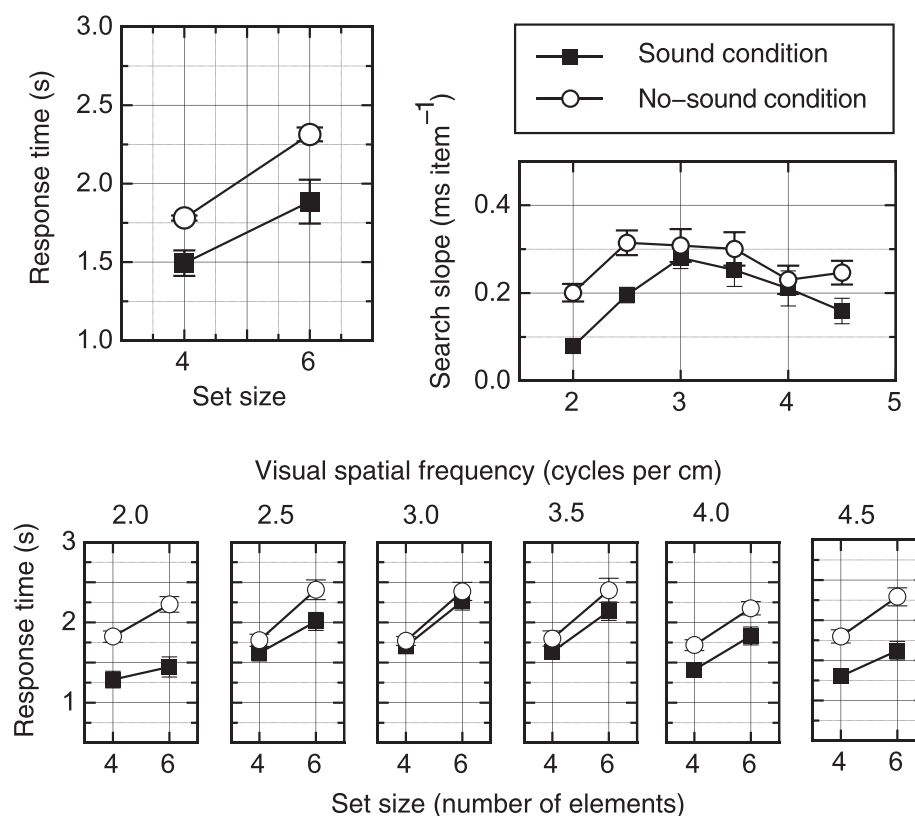 3.0
2.5
2.0
1.5
1.0
Response time (s)
4 6
Set size
Sound condition
No–sound condition
Search slope (ms item−1)
0.4
0.2
0.0
2 3 4 5
Visual spatial frequency (cycles per cm)
2.0 2.5 3.0 3.5 4.0 4.5
Response time (s)
3
2
1
4 6 4 6 4 6 4 6 4 6 4 6
Set size (number of elements)